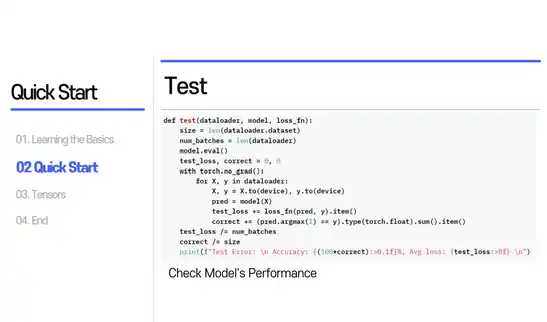 Quick Start
01. Learning the Basics
02 Quick Start
03. Tensors
04. End
Test
def test(dataloader, model, loss_fn):
    size = len(dataloader.dataset)
    num_batches = len(dataloader)
    model.eval()
    test_loss, correct = 0, 0
    with torch.no_grad():
        for X, y in dataloader:
            X, y = X.to(device), y.to(device)
            pred = model(X)
            test_loss += loss_fn(pred, y).item()
            correct += (pred.argmax(1) == y).type(torch.float).sum().item()
    test_loss /= num_batches
    correct /= size
    print(f"Test Error: \n Accuracy: {(100*correct):>0.1f}%, Avg loss: {test_loss:>8f} \n")
Check Model's Performance